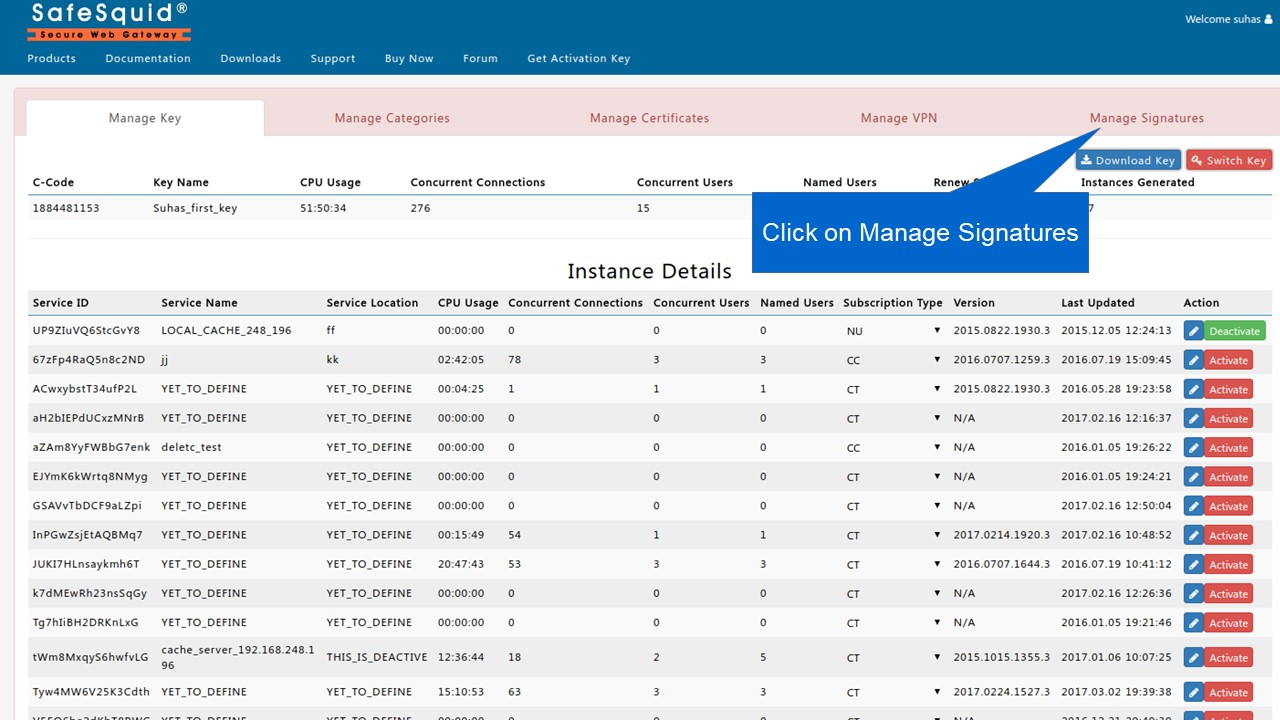 SafeSquid®
Secure Web Gateway
Welcome suhas
Products Documentation Downloads Support Buy Now Forum Get Activation Key
Manage Key Manage Categories Manage Certificates Manage VPN Manage Signatures
Download Key Switch Key
C-Code Key Name CPU Usage Concurrent Connections Concurrent Users Named Users Renew Instances Generated
1884481153 Suhas_first_key 51:50:34 276 15
Click on Manage Signatures
Instance Details
Service ID Service Name Service Location CPU Usage Concurrent Connections Concurrent Users Named Users Subscription Type Version Last Updated Action
UP9ZIuVQ6StcGvY8 LOCAL_CACHE_248_196 ff 00:00:00 0 0 0 NU 2015.0822.1930.3 2015.12.05 12:24:13 Deactivate
67zFp4RaQ5n8c2ND jj kk 02:42:05 78 3 3 CC 2016.0707.1259.3 2016.07.19 15:09:45 Activate
ACwxybstT34ufP2L YET_TO_DEFINE YET_TO_DEFINE 00:04:25 1 1 1 CT 2015.0822.1930.3 2016.05.28 19:23:58 Activate
aH2bIEPdUCxzMNrB YET_TO_DEFINE YET_TO_DEFINE 00:00:00 0 0 0 CT N/A 2017.02.16 12:16:37 Activate
aZAm8YyFWBbG7enk deletc_test YET_TO_DEFINE 00:00:00 0 0 0 CC N/A 2016.01.05 19:26:22 Activate
EJYmK6kWrtq8NMyg YET_TO_DEFINE YET_TO_DEFINE 00:00:00 0 0 0 CT N/A 2016.01.05 19:24:21 Activate
GSAVvTbDCF9aLZpi YET_TO_DEFINE YET_TO_DEFINE 00:00:00 0 0 0 CT N/A 2017.02.16 12:50:04 Activate
InPGwZsjEtAQBMq7 YET_TO_DEFINE YET_TO_DEFINE 00:15:49 54 1 1 CT 2017.0214.1920.3 2017.02.16 10:48:52 Activate
JUKI7HLnsaykmh6T YET_TO_DEFINE YET_TO_DEFINE 20:47:43 53 3 3 CT 2016.0707.1644.3 2016.07.19 10:41:12 Activate
k7dMEwRh23nsSqGy YET_TO_DEFINE YET_TO_DEFINE 00:00:00 0 0 0 CT N/A 2017.02.16 12:26:36 Activate
Tg7hIiBH2DRKnLxG YET_TO_DEFINE YET_TO_DEFINE 00:00:00 0 0 0 CT N/A 2016.01.05 19:21:46 Activate
tWm8MxqyS6hwfvLG cache_server_192.168.248.1 THIS_IS_DEACTIVE 12:36:44 18 2 5 CT 2015.1015.1355.3 2017.01.06 10:07:25 Activate
96
Tyw4MW6V25K3Cdth YET_TO_DEFINE YET_TO_DEFINE 15:10:53 63 3 3 CT 2017.0224.1527.3 2017.03.02 19:39:38 Activate